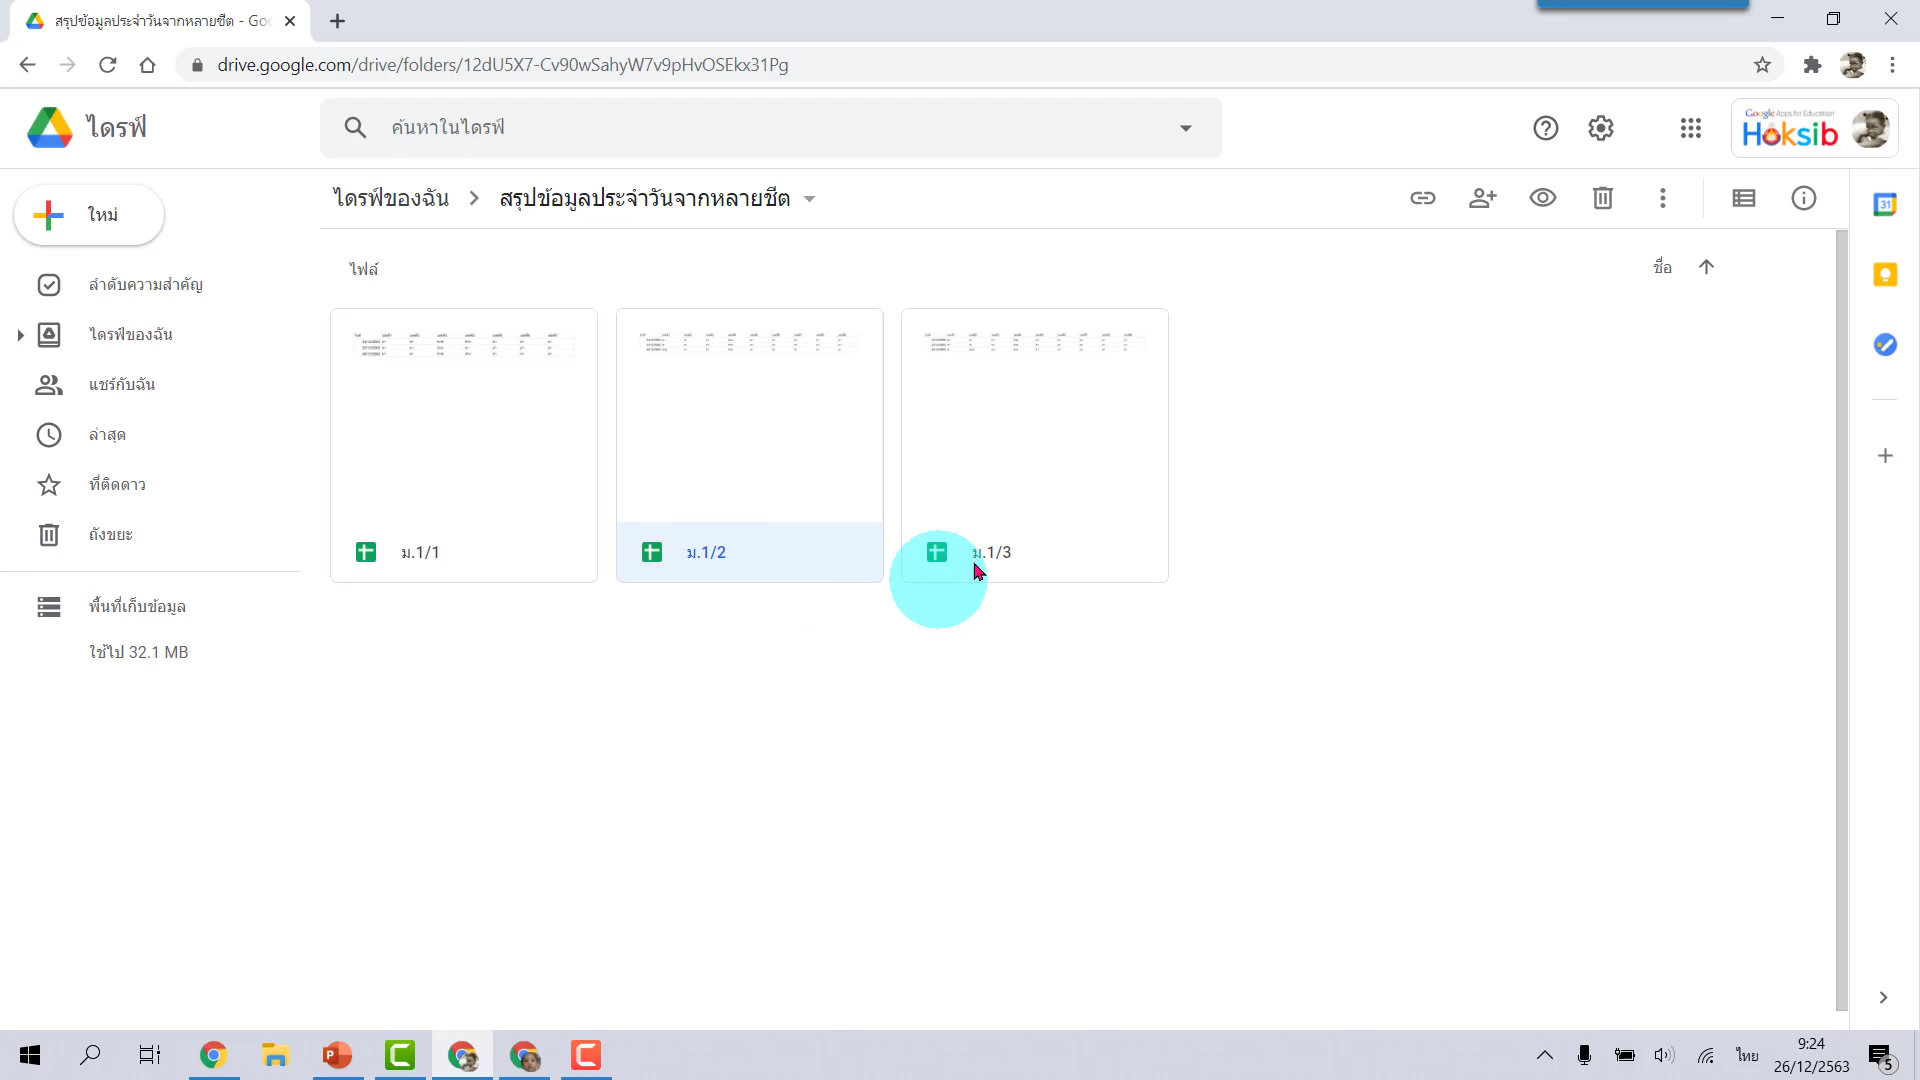 สรุปข้อมูลประจำวันจากหลายชีต - Goo
drive.google.com/drive/folders/12dU5X7-Cv90wSahyW7v9pHvOSEkx31Pg
ไดรฟ์
ค้นหาในไดรฟ์
Google Apps for Education
Hoksib
ใหม่
ไดรฟ์ของฉัน
สรุปข้อมูลประจำวันจากหลายชีต
31
ไฟล์
ชื่อ
ลำดับความสำคัญ
ไดรฟ์ของฉัน
แชร์กับฉัน
ล่าสุด
ที่ติดดาว
ถังขยะ
พื้นที่เก็บข้อมูล
ใช้ไป 32.1 MB
ม.1/1
ม.1/2
ม.1/3
ไทย
9:24
26/12/2563
5